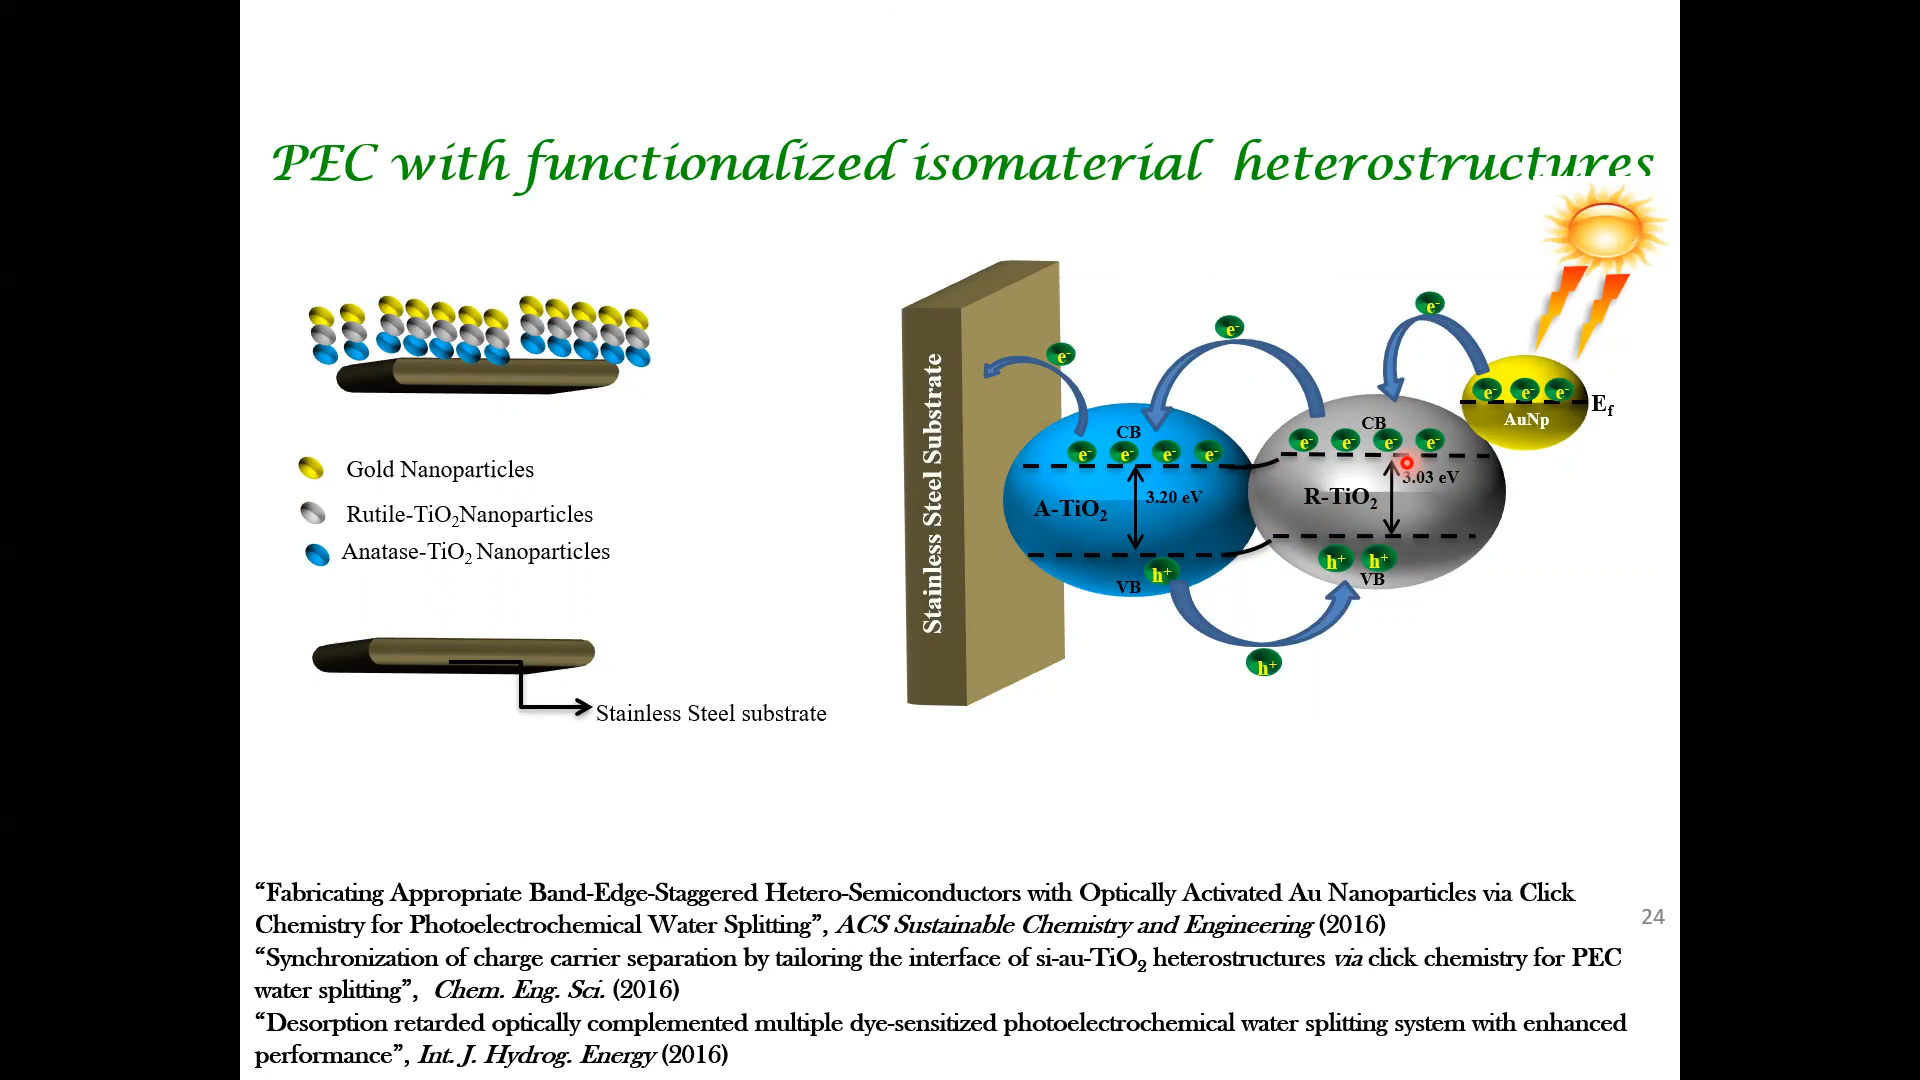 PEC with functionalized isomaterial heterostructures
Gold Nanoparticles
Rutile-TiO₂Nanoparticles
Anatase-TiO₂ Nanoparticles
Stainless Steel substrate
Stainless Steel Substrate
e⁻
e⁻
e⁻
CB
e⁻ e⁻ e⁻ e⁻
A-TiO₂
3.20 eV
h⁺
VB
h⁺
CB
e⁻ e⁻ e⁻ e⁻
R-TiO₂
3.03 eV
h⁺ h⁺
VB
e⁻ e⁻ e⁻
AuNp
E_f
“Fabricating Appropriate Band-Edge-Staggered Hetero-Semiconductors with Optically Activated Au Nanoparticles via Click
Chemistry for Photoelectrochemical Water Splitting”, ACS Sustainable Chemistry and Engineering (2016)
“Synchronization of charge carrier separation by tailoring the interface of si-au-TiO₂ heterostructures via click chemistry for PEC
water splitting”, Chem. Eng. Sci. (2016)
“Desorption retarded optically complemented multiple dye-sensitized photoelectrochemical water splitting system with enhanced
performance”, Int. J. Hydrog. Energy (2016)
24